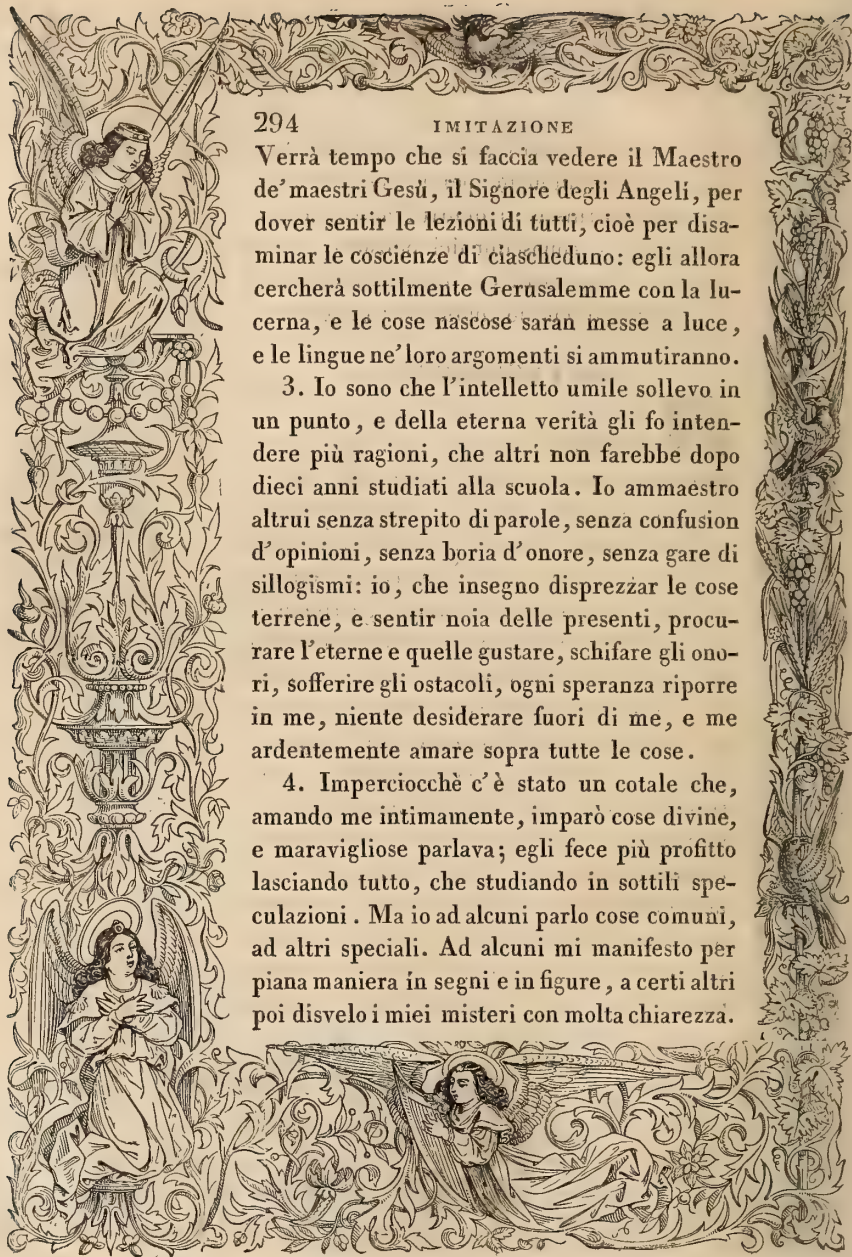 294 IMITAZIONE
Verrà tempo che si faccia vedere il Maestro
de' maestri Gesù, il Signore degli Angeli, per
dover sentir le lezioni di tutti, cioè per disa-
minar le coscienze di ciascheduno: egli allora
cercherà sottilmente Gerusalemme con la lu-
cerna, e le cose nascose saran messe a luce,
e le lingue ne' loro argomenti si ammutiranno.
3. Io sono che l'intelletto umile sollevo in
un punto, e della eterna verità gli fo inten-
dere più ragioni, che altri non farebbe dopo
dieci anni studiati alla scuola. Io ammaestro
altrui senza strepito di parole, senza confusion
d'opinioni, senza boria d'onore, senza gare di
sillogismi: io, che insegno disprezzar le cose
terrene, e sentir noia delle presenti, procu-
rare l'eterne e quelle gustare, schifare gli ono-
ri, sofferire gli ostacoli, ogni speranza riporre
in me, niente desiderare fuori di me, e me
ardentemente amare sopra tutte le cose.
4. Imperciocchè c'è stato un cotale che,
amando me intimamente, imparò cose divine,
e maravigliose parlava; egli fece più profitto
lasciando tutto, che studiando in sottili spe-
culazioni. Ma io ad alcuni parlo cose comuni,
ad altri speciali. Ad alcuni mi manifesto per
piana maniera in segni e in figure, a certi altri
poi disvelo i miei misteri con molta chiarezza.